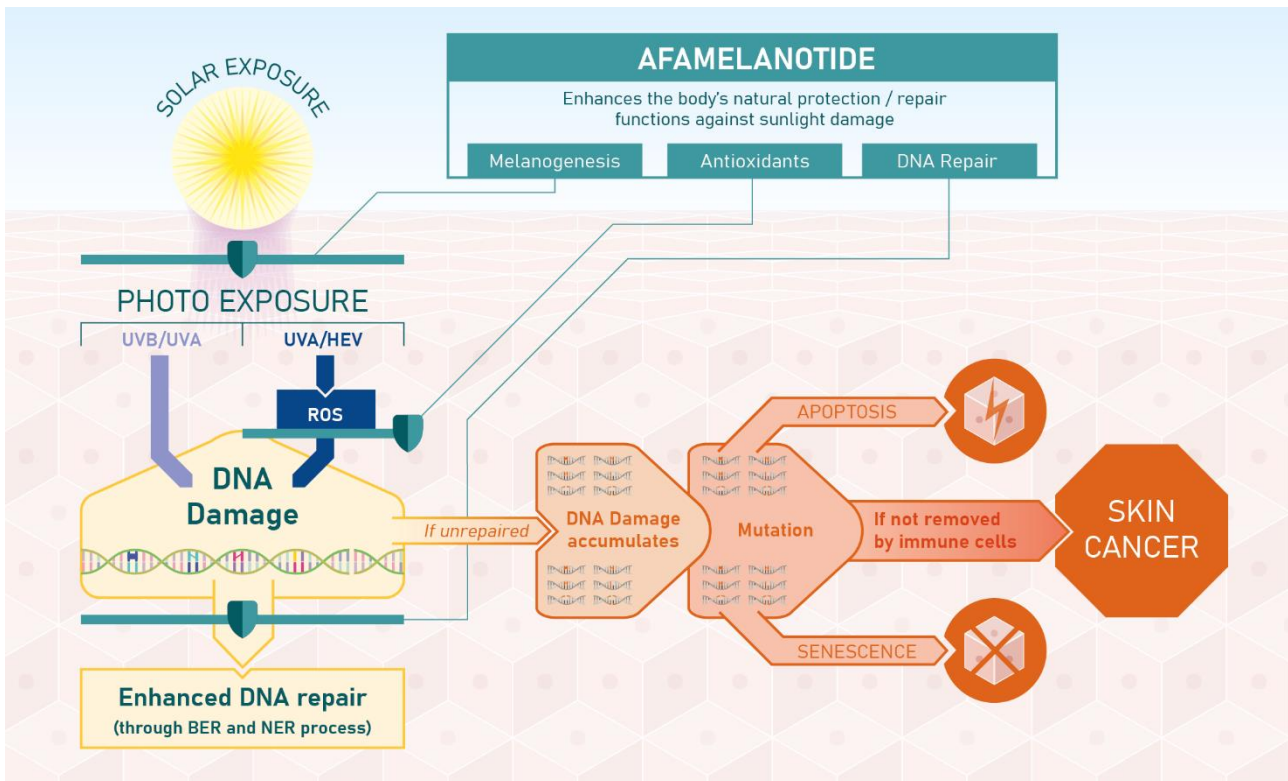 SOLAR EXPOSURE
AFAMELANOTIDE
Enhances the body's natural protection / repair
functions against sunlight damage
Melanogenesis
Antioxidants
DNA Repair
PHOTO EXPOSURE
UVB/UVA
UVA/HEV
ROS
DNA
Damage
If unrepaired
DNA Damage
accumulates
Mutation
APOPTOSIS
If not removed
by immune cells
SENESCENCE
SKIN
CANCER
Enhanced DNA repair
(through BER and NER process)